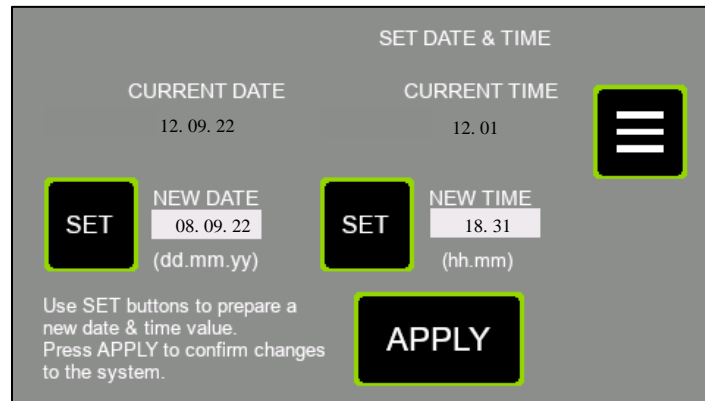 SET DATE & TIME
CURRENT DATE
CURRENT TIME
12. 09. 22
12. 01
SET
NEW DATE
08. 09. 22
(dd.mm.yy)
SET
NEW TIME
18. 31
(hh.mm)
Use SET buttons to prepare a
new date & time value.
Press APPLY to confirm changes
to the system.
APPLY